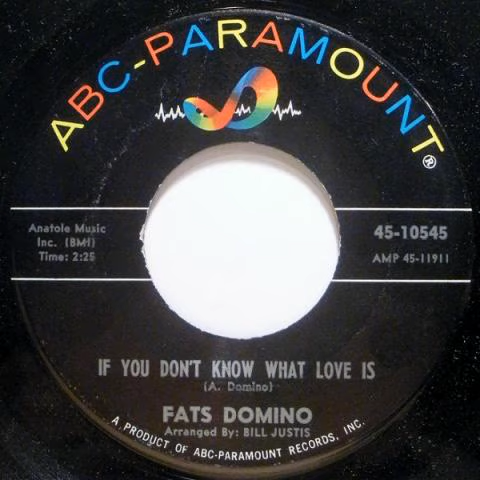 ABC-PARAMOUNT®
Anatole Music
Inc. (BMI)
Time: 2:25
45-10545
AMP 45-11911
IF YOU DON'T KNOW WHAT LOVE IS
(A. Domino)
FATS DOMINO
Arranged By: BILL JUSTIS
A PRODUCT OF ABC-PARAMOUNT RECORDS, INC.